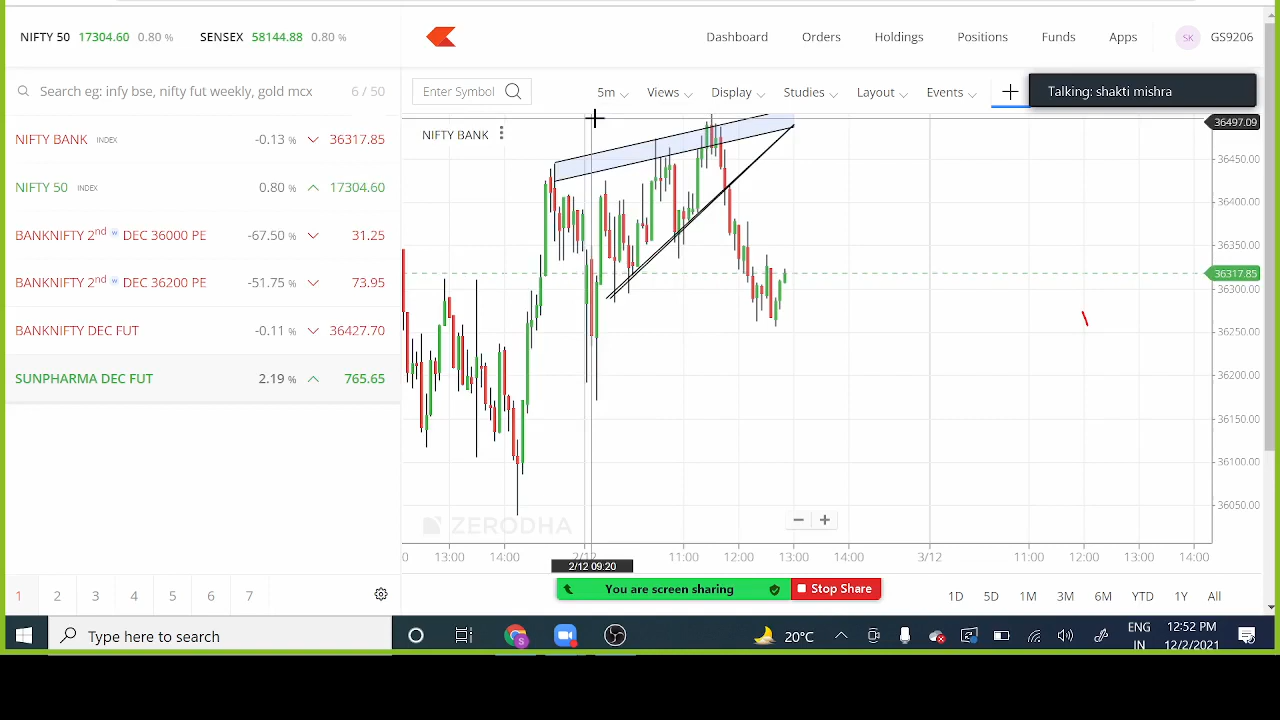 NIFTY 50 17304.60 0.80 % SENSEX 58144.88 0.80 %
Dashboard Orders Holdings Positions Funds Apps SK GS9206
Search eg: infy bse, nifty fut weekly, gold mcx 6 / 50
Enter Symbol 5m Views Display Studies Layout Events
Talking: shakti mishra
NIFTY BANK INDEX -0.13 % 36317.85
NIFTY 50 INDEX 0.80 % 17304.60
BANKNIFTY 2nd w DEC 36000 PE -67.50 % 31.25
BANKNIFTY 2nd w DEC 36200 PE -51.75 % 73.95
BANKNIFTY DEC FUT -0.11 % 36427.70
SUNPHARMA DEC FUT 2.19 % 765.65
NIFTY BANK
36497.09
36450.00
36400.00
36350.00
36317.85
36300.00
36250.00
36200.00
36150.00
36100.00
36050.00
ZERODHA
0 13:00 14:00 2/12 11:00 12:00 13:00 14:00 3/12 11:00 12:00 13:00 14:00
2/12 09:20
You are screen sharing Stop Share
1 2 3 4 5 6 7
1D 5D 1M 3M 6M YTD 1Y All
Type here to search
20°C
ENG
IN
12:52 PM
12/2/2021